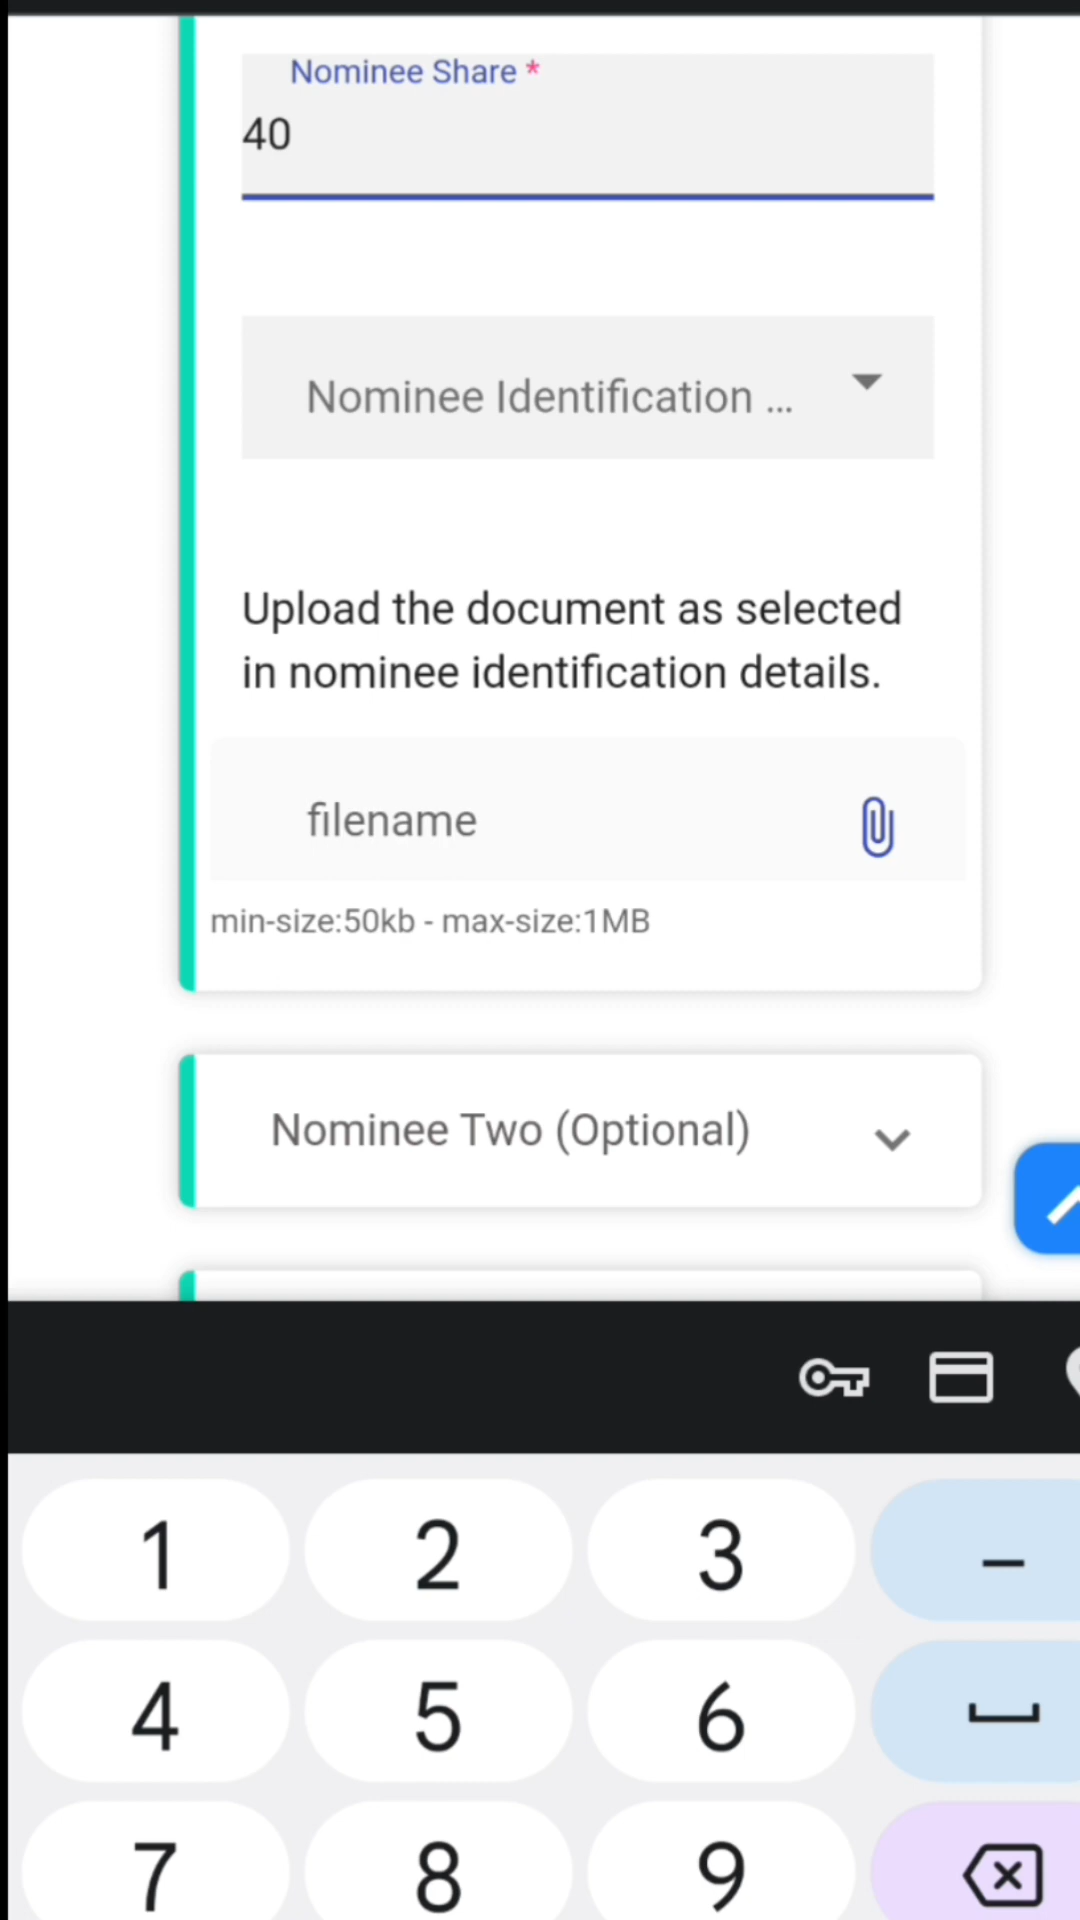 Nominee Share *
40
Nominee Identification ...
Upload the document as selected
in nominee identification details.
filename
min-size:50kb - max-size:1MB
Nominee Two (Optional)
1 2 3 –
4 5 6
7 8 9